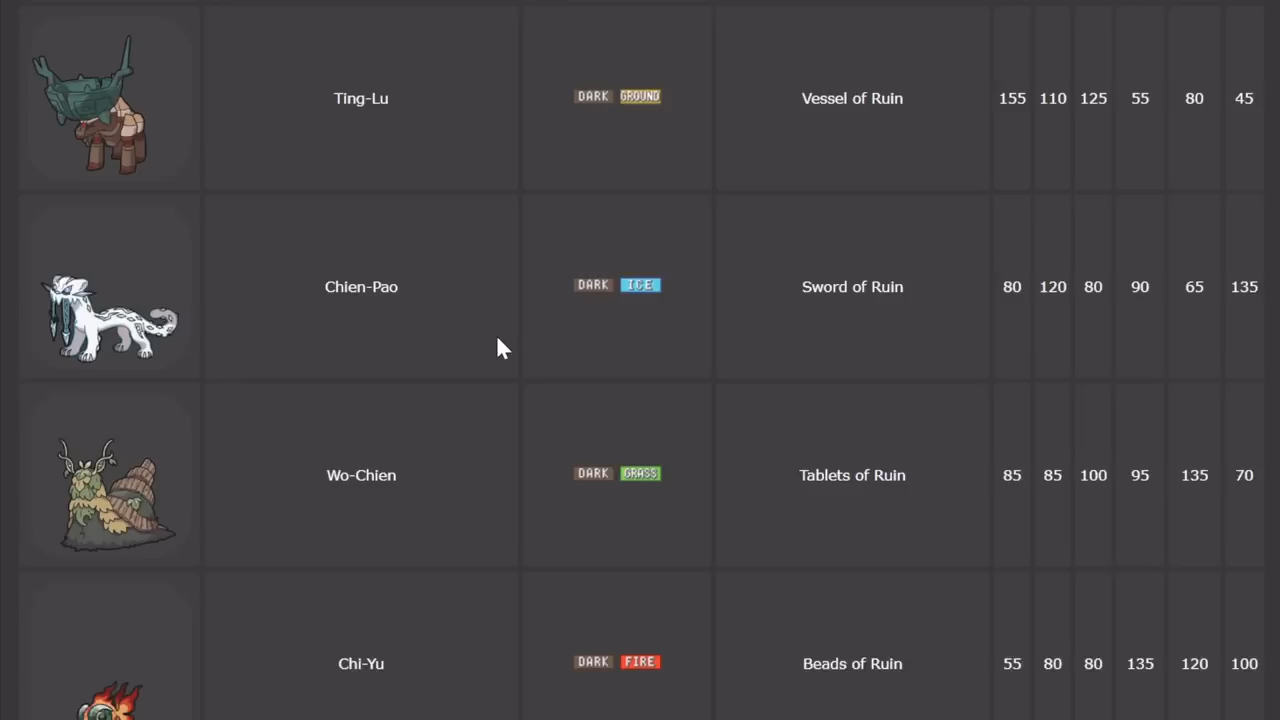 Ting-Lu DARK GROUND Vessel of Ruin 155 110 125 55 80 45
Chien-Pao DARK ICE Sword of Ruin 80 120 80 90 65 135
Wo-Chien DARK GRASS Tablets of Ruin 85 85 100 95 135 70
Chi-Yu DARK FIRE Beads of Ruin 55 80 80 135 120 100